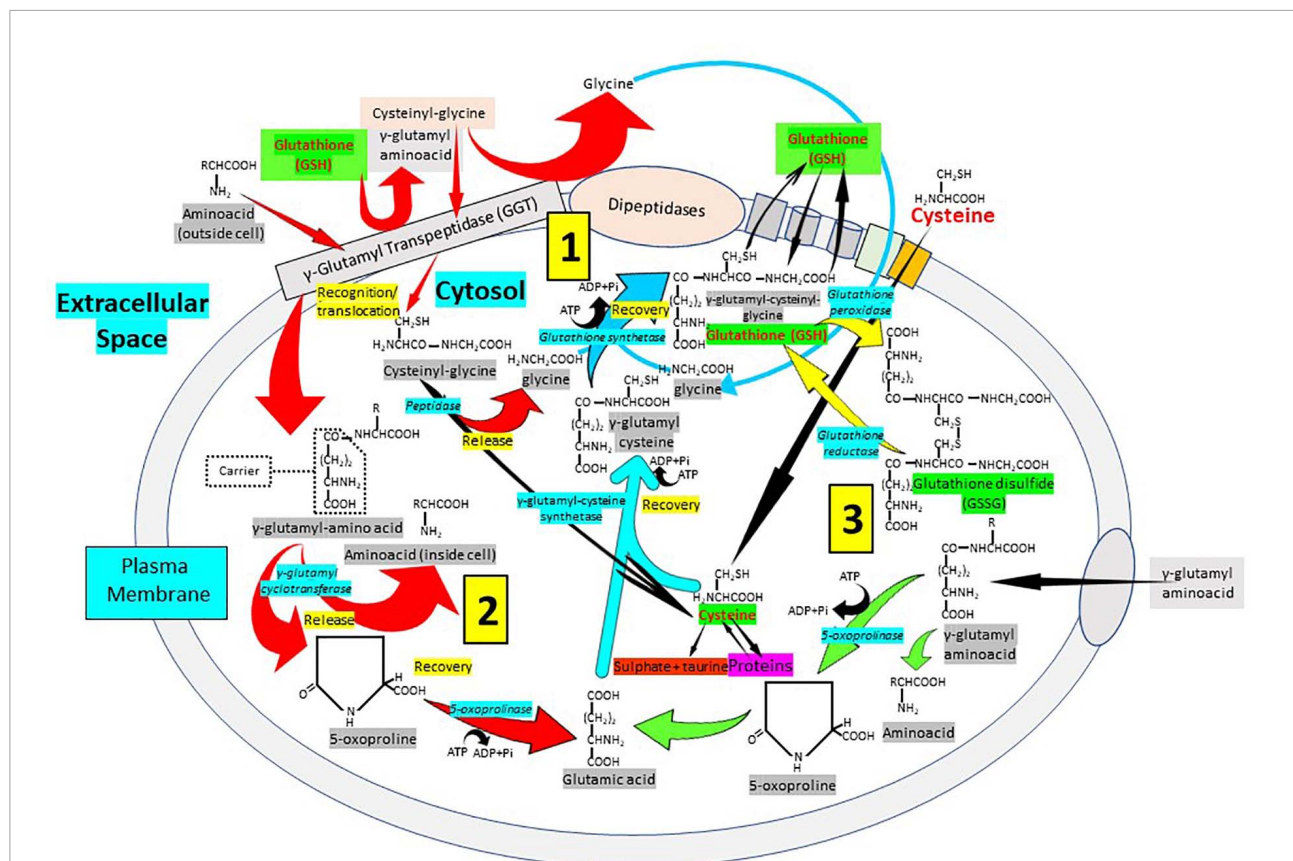 Glycine
Cysteinyl-glycine
γ-glutamyl
aminoacid
Glutathione
(GSH)
RCHCOOH
NH₂
Aminoacid
(outside cell)
γ-Glutamyl Transpeptidase (GGT)
Dipeptidases
Glutathione
(GSH)
CH₂SH
H₂NCHCOOH
Cysteine
Extracellular
Space
Recognition/
translocation
Cytosol
1
ADP+Pi
ATP
Recovery
Glutathione synthetase
CH₂SH
CO
NHCHCO
NHCH₂COOH
(CH₂)₂
CHNH₂
COOH
γ-glutamyl-cysteinyl-
glycine
Glutathione (GSH)
Glutathione
peroxidase
CH₂SH
H₂NCHCO
NHCH₂COOH
Cysteinyl-glycine
H₂NCH₂COOH
glycine
H₂NCH₂COOH
glycine
Peptidase
Release
CH₂SH
CO
NHCHCOOH
(CH₂)₂
CHNH₂
COOH
γ-glutamyl
cysteine
COOH
CHNH₂
(CH₂)₂
CO
NHCHCO
NHCH₂COOH
CH₂S
CH₂S
CO
NHCHCO
NHCH₂COOH
(CH₂)₂
CHNH₂
COOH
Glutathione disulfide
(GSSG)
Glutathione
reductase
Carrier
R
CO
NHCHCOOH
(CH₂)₂
CHNH₂
COOH
γ-glutamyl-amino acid
ADP+Pi
ATP
Recovery
γ-glutamyl-cysteine
synthetase
3
RCHCOOH
NH₂
Aminoacid (inside cell)
Plasma
Membrane
γ-glutamyl
cyclotransferase
Release
2
CH₂SH
H₂NCHCOOH
Cysteine
Sulphate + taurine
Proteins
R
CO
NHCHCOOH
(CH₂)₂
CHNH₂
COOH
γ-glutamyl
aminoacid
γ-glutamyl
aminoacid
ATP
ADP+Pi
5-oxoprolinase
RCHCOOH
NH₂
Aminoacid
Recovery
O
N
H
H
COOH
5-oxoproline
5-oxoprolinase
ATP
ADP+Pi
COOH
(CH₂)₂
CHNH₂
COOH
Glutamic acid
O
N
H
H
COOH
5-oxoproline